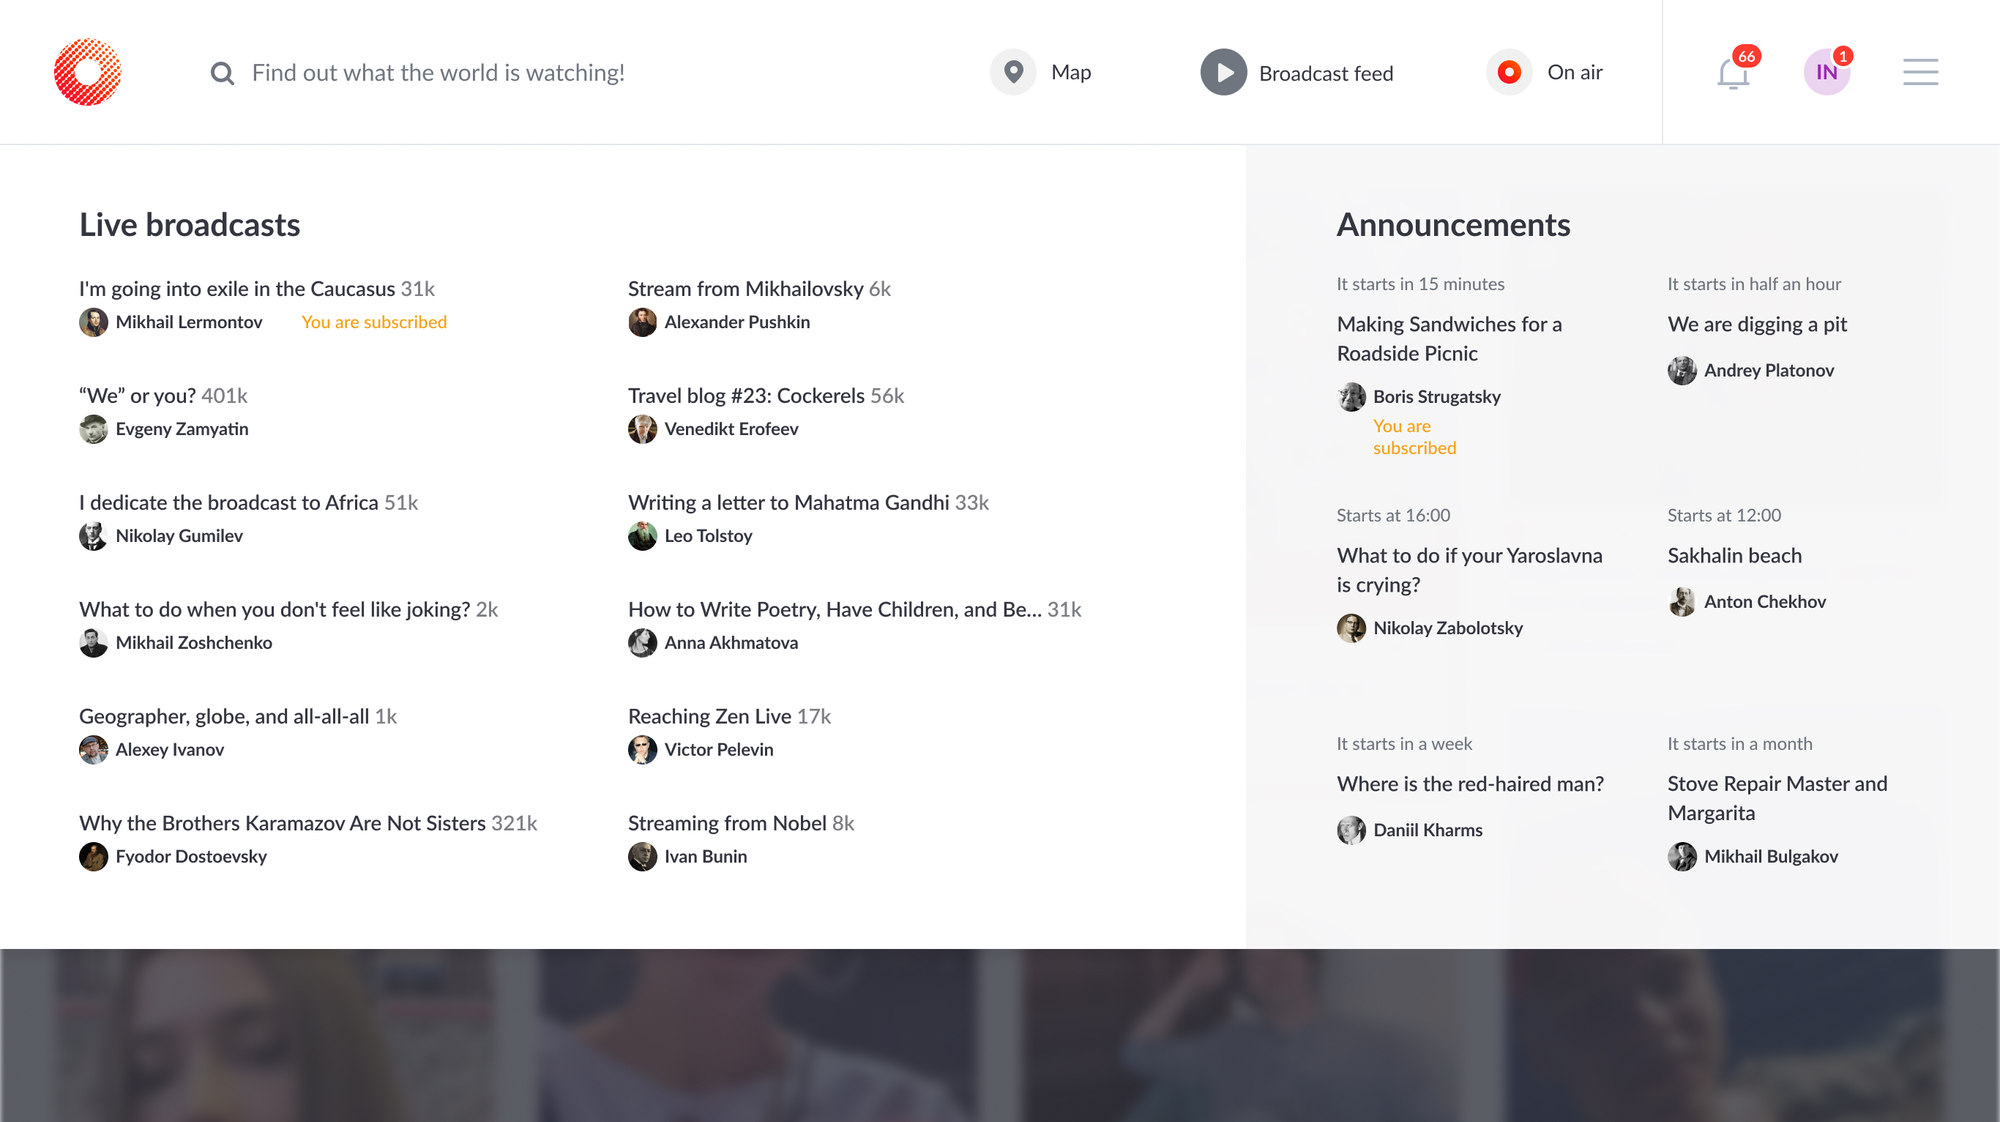 Find out what the world is watching!
Map
Broadcast feed
On air
66
IN
1
Live broadcasts
I'm going into exile in the Caucasus 31k
Mikhail Lermontov You are subscribed
“We” or you? 401k
Evgeny Zamyatin
I dedicate the broadcast to Africa 51k
Nikolay Gumilev
What to do when you don't feel like joking? 2k
Mikhail Zoshchenko
Geographer, globe, and all-all-all 1k
Alexey Ivanov
Why the Brothers Karamazov Are Not Sisters 321k
Fyodor Dostoevsky
Stream from Mikhailovsky 6k
Alexander Pushkin
Travel blog #23: Cockerels 56k
Venedikt Erofeev
Writing a letter to Mahatma Gandhi 33k
Leo Tolstoy
How to Write Poetry, Have Children, and Be... 31k
Anna Akhmatova
Reaching Zen Live 17k
Victor Pelevin
Streaming from Nobel 8k
Ivan Bunin
Announcements
It starts in 15 minutes
Making Sandwiches for a
Roadside Picnic
Boris Strugatsky
You are
subscribed
It starts in half an hour
We are digging a pit
Andrey Platonov
Starts at 16:00
What to do if your Yaroslavna
is crying?
Nikolay Zabolotsky
Starts at 12:00
Sakhalin beach
Anton Chekhov
It starts in a week
Where is the red-haired man?
Daniil Kharms
It starts in a month
Stove Repair Master and
Margarita
Mikhail Bulgakov